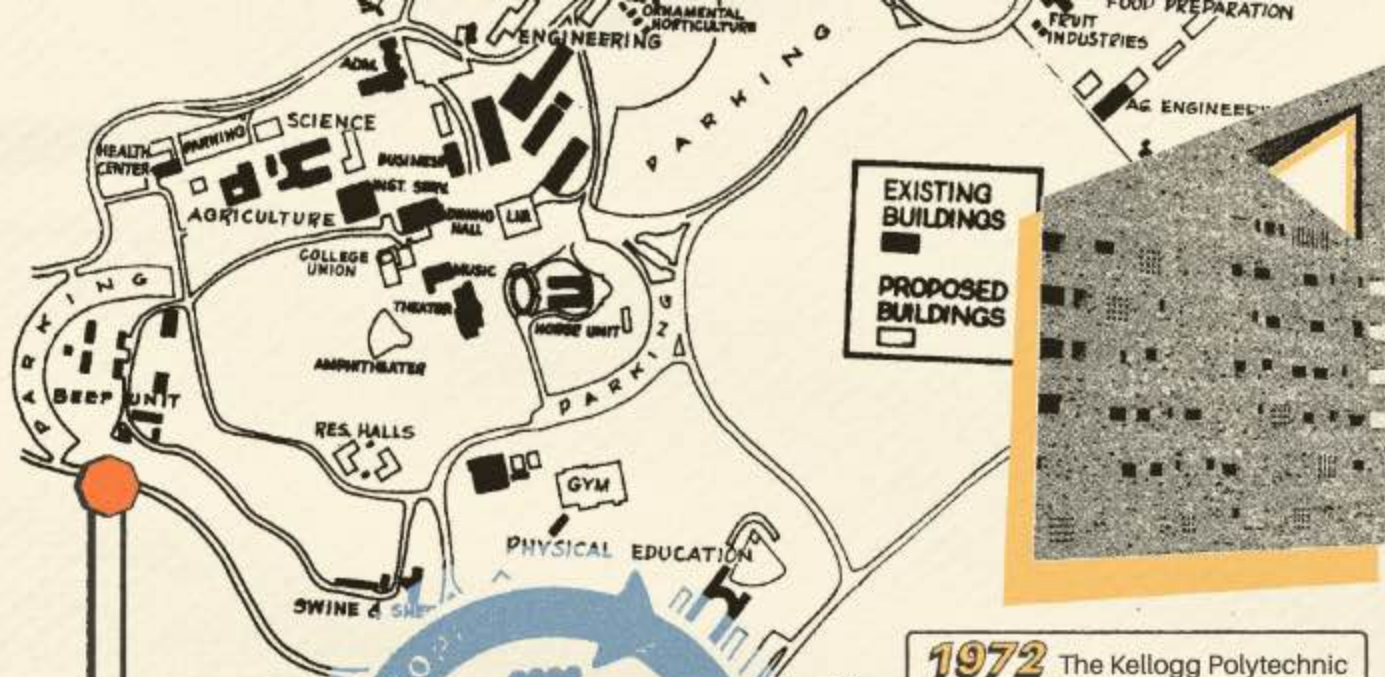 FOOD PREPARATION
ORNAMENTAL
HORTICULTURE
FRUIT
INDUSTRIES
ENGINEERING
PARKING
ADM.
AG ENGINEER
SCIENCE
PARKING
HEALTH
CENTER
BUSINESS
INST. SERV.
AGRICULTURE
DINING
HALL
LAB
EXISTING
BUILDINGS
COLLEGE
UNION
MUSIC
PARKING
THEATER
HORSE UNIT
PROPOSED
BUILDINGS
AMPHITHEATER
PARKING
BEEF UNIT
RES. HALLS
GYM
PHYSICAL EDUCATION
SWINE & SHE
1972 The Kellogg Polytechnic